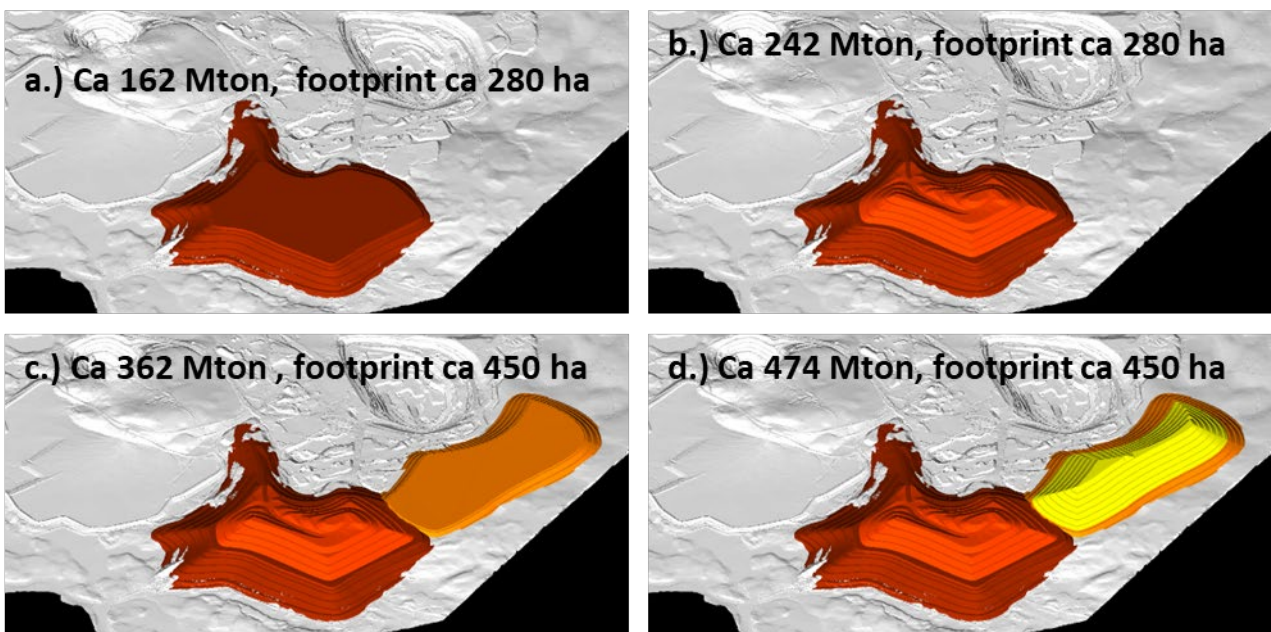 a.) Ca 162 Mton, footprint ca 280 ha
b.) Ca 242 Mton, footprint ca 280 ha
c.) Ca 362 Mton , footprint ca 450 ha
d.) Ca 474 Mton, footprint ca 450 ha